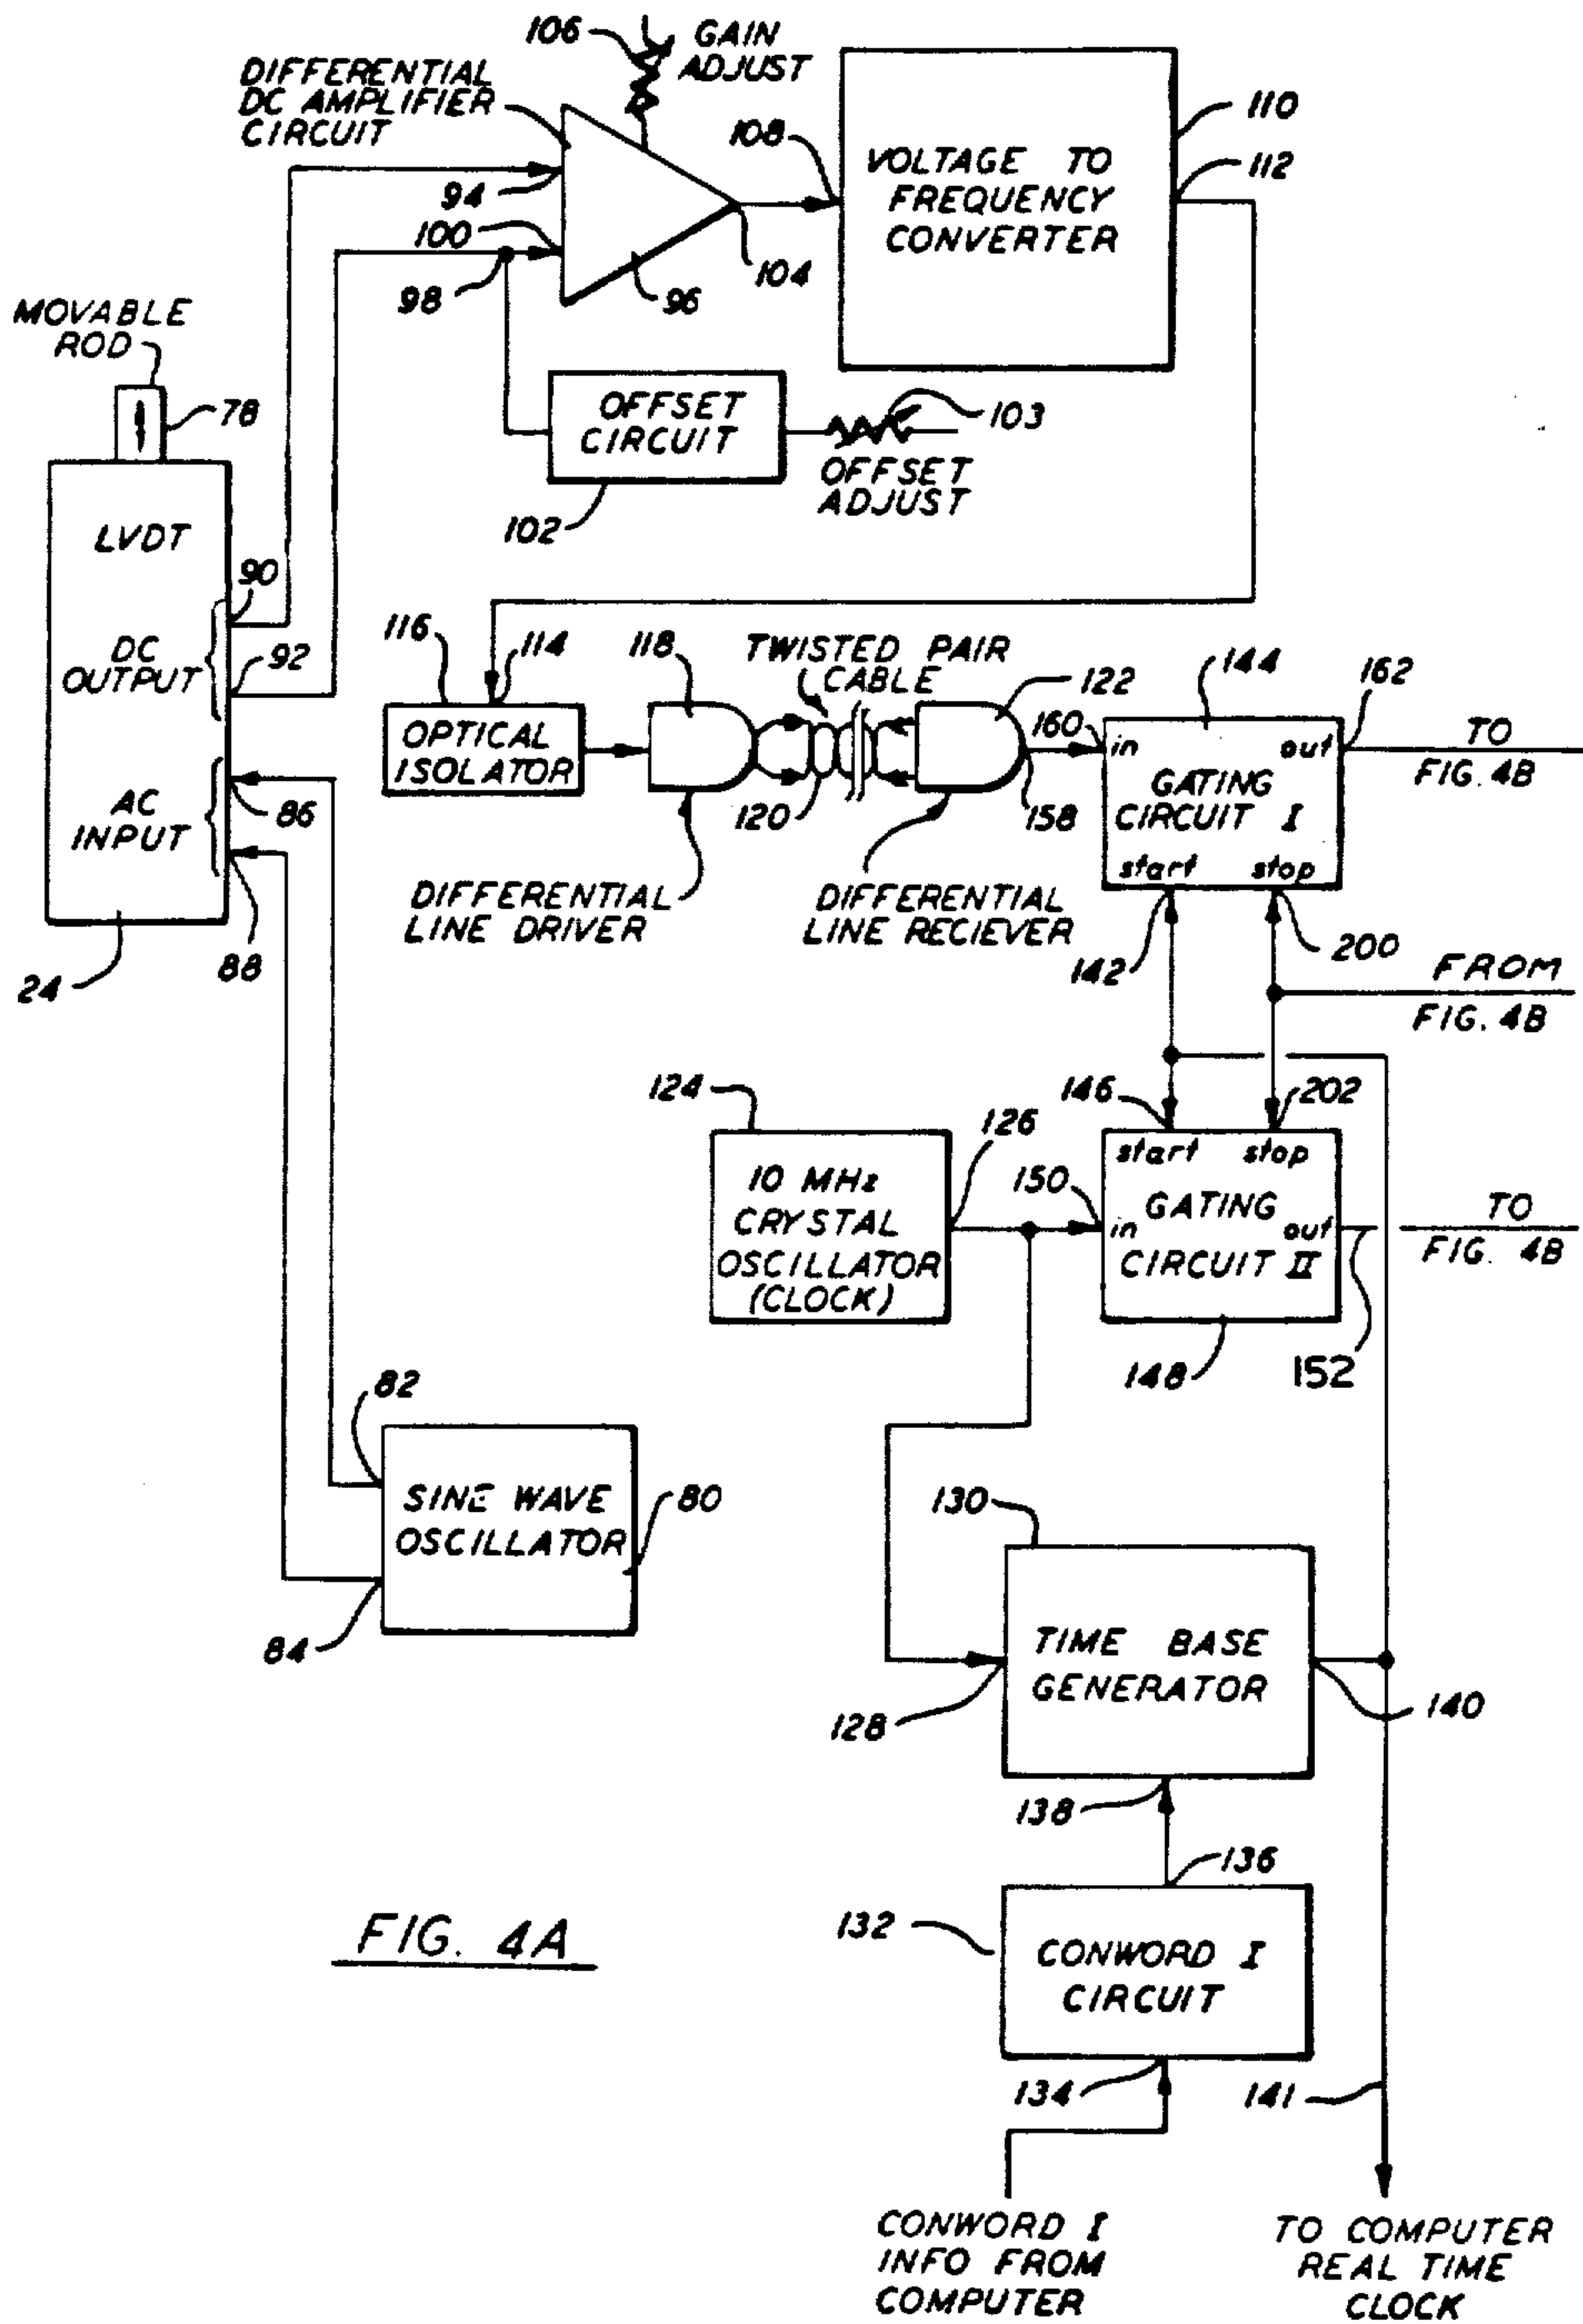 106
GAIN
ADJUST
DIFFERENTIAL
DC AMPLIFIER
CIRCUIT
108
110
112
VOLTAGE TO
FREQUENCY
CONVERTER
94
100
98
96
104
MOVABLE
ROD
78
OFFSET
CIRCUIT
103
OFFSET
ADJUST
102
LVDT
90
DC
OUTPUT
92
AC
INPUT
86
88
24
116
114
118
TWISTED PAIR
CABLE
122
144
162
OPTICAL
ISOLATOR
120
160
158
in
out
GATING
CIRCUIT I
start
stop
TO
FIG. 4B
DIFFERENTIAL
LINE DRIVER
DIFFERENTIAL
LINE RECIEVER
142
200
FROM
FIG. 4B
124
126
146
202
10 MHz
CRYSTAL
OSCILLATOR
(CLOCK)
150
start
stop
GATING
in
out
CIRCUIT II
TO
FIG. 4B
148
152
82
SINE WAVE
OSCILLATOR
80
84
130
TIME BASE
GENERATOR
128
140
138
136
132
CONWORD I
CIRCUIT
134
141
FIG. 4A
CONWORD I
INFO FROM
COMPUTER
TO COMPUTER
REAL TIME
CLOCK